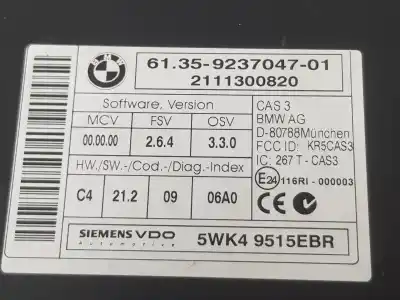 BMW
61.35-9237047-01
2111300820
Software, Version
MCV FSV OSV
00.00.00 2.6.4 3.3.0
HW./SW.-/Cod.-/Diag.-Index
C4 21.2 09 06A0
CAS 3
BMW AG
D-80788München
FCC ID: KR5CAS3
IC: 267 T - CAS3
E24 116RI - 000003
CE
SIEMENS VDO
Automotive
5WK4 9515EBR